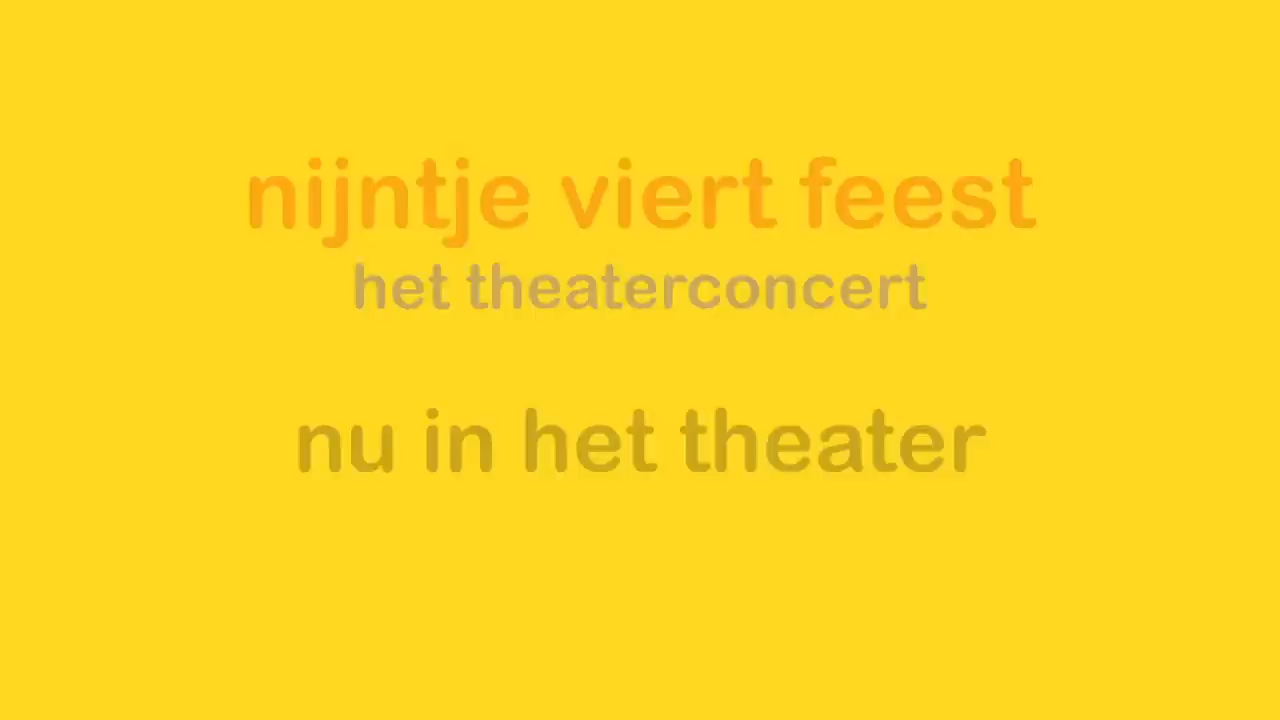 nijntje viert feest
het theaterconcert
nu in het theater